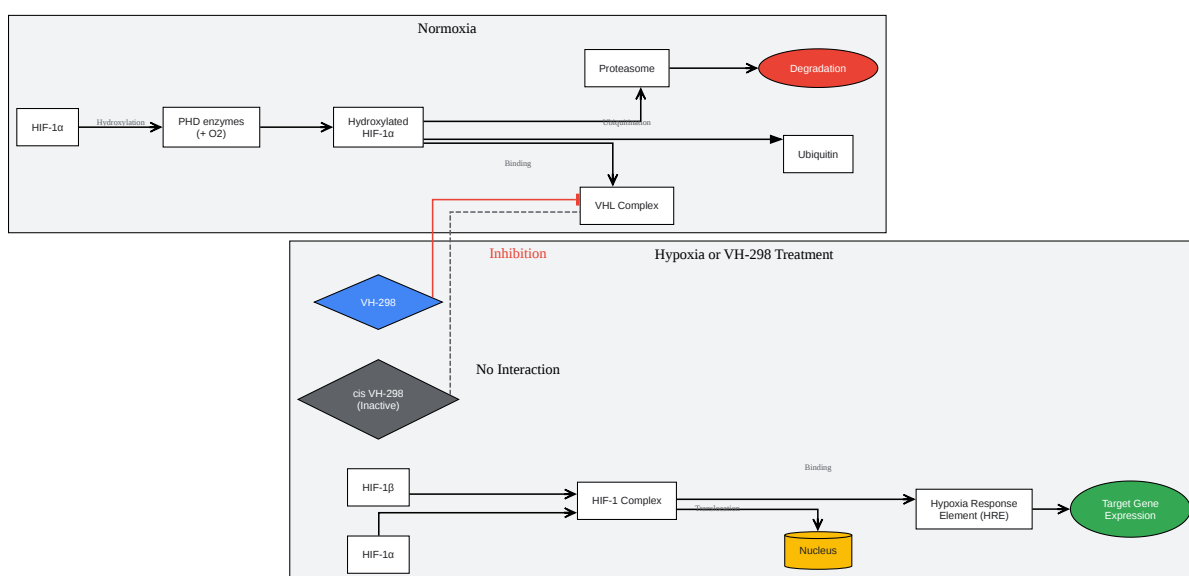 Normoxia
Proteasome
Degradation
HIF-1α
Hydroxylation
PHD enzymes
(+ O2)
Hydroxylated
HIF-1α
Ubiquitination
Ubiquitin
Binding
VHL Complex
Inhibition
Hypoxia or VH-298 Treatment
VH-298
No Interaction
cis VH-298
(Inactive)
Binding
HIF-1β
HIF-1 Complex
Translocation
Hypoxia Response
Element (HRE)
Target Gene
Expression
HIF-1α
Nucleus